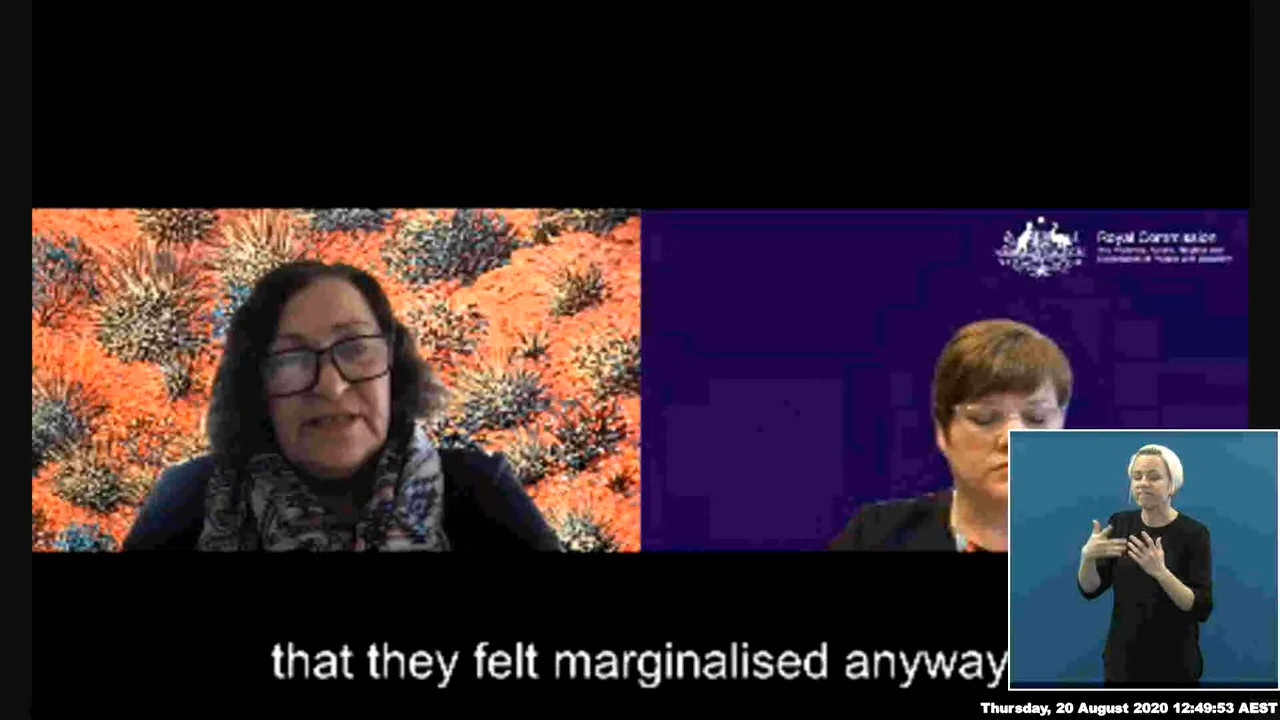 Royal Commission
that they felt marginalised anyway
Thursday, 20 August 2020 12:49:53 AEST